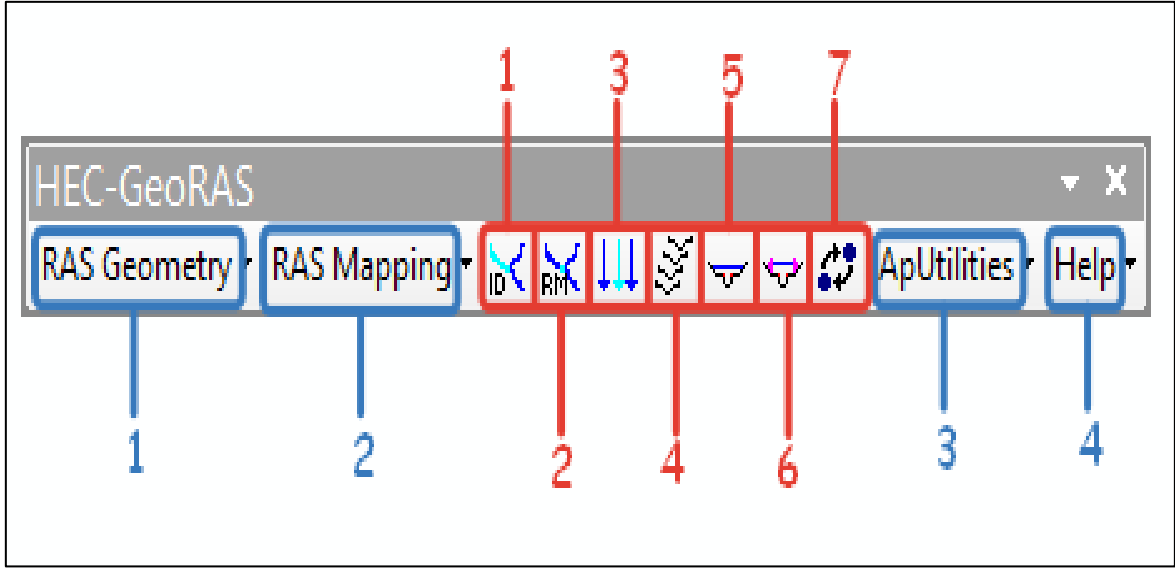 1 3 5 7
HEC-GeoRAS
RAS Geometry RAS Mapping ID RM ApUtilities Help
1 2 2 4 6 3 4